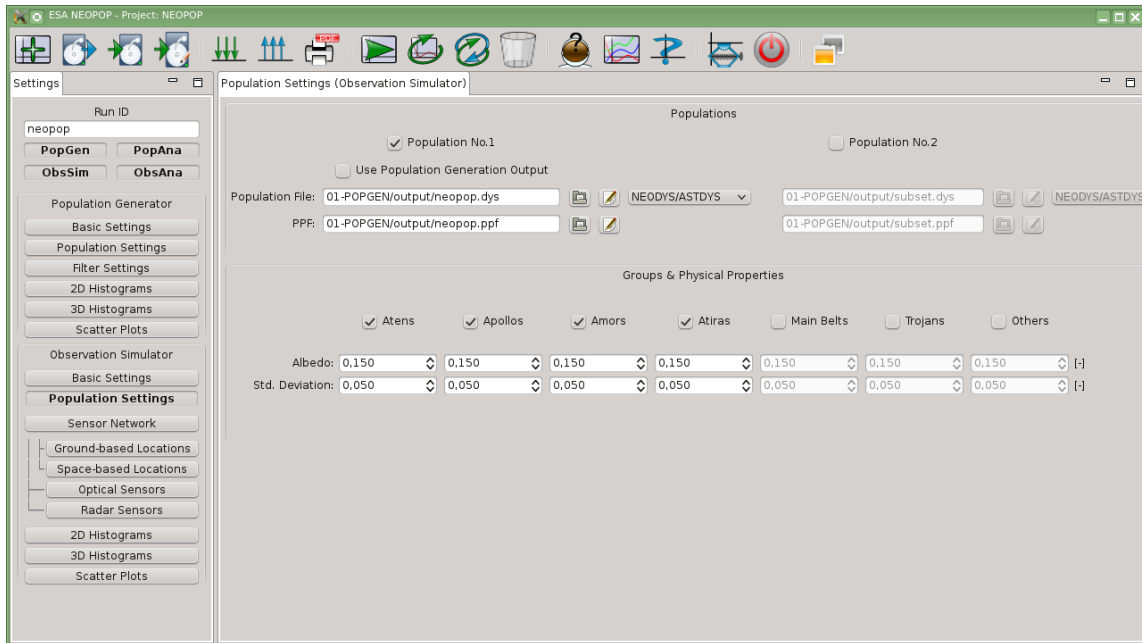 ESA NEOPOP - Project: NEOPOP
PDF
Settings
Population Settings (Observation Simulator)
Run ID
neopop
PopGen PopAna
ObsSim ObsAna
Population Generator
Basic Settings
Population Settings
Filter Settings
2D Histograms
3D Histograms
Scatter Plots
Observation Simulator
Basic Settings
Population Settings
Sensor Network
Ground-based Locations
Space-based Locations
Optical Sensors
Radar Sensors
2D Histograms
3D Histograms
Scatter Plots
Populations
Population No.1 Population No.2
Use Population Generation Output
Population File: 01-POPGEN/output/neopop.dys NEODYS/ASTDYS 01-POPGEN/output/subset.dys NEODYS/ASTDYS
PPF: 01-POPGEN/output/neopop.ppf 01-POPGEN/output/subset.ppf
Groups & Physical Properties
Atens Apollos Amors Atiras Main Belts Trojans Others
Albedo: 0,150 0,150 0,150 0,150 0,150 0,150 0,150 [-]
Std. Deviation: 0,050 0,050 0,050 0,050 0,050 0,050 0,050 [-]